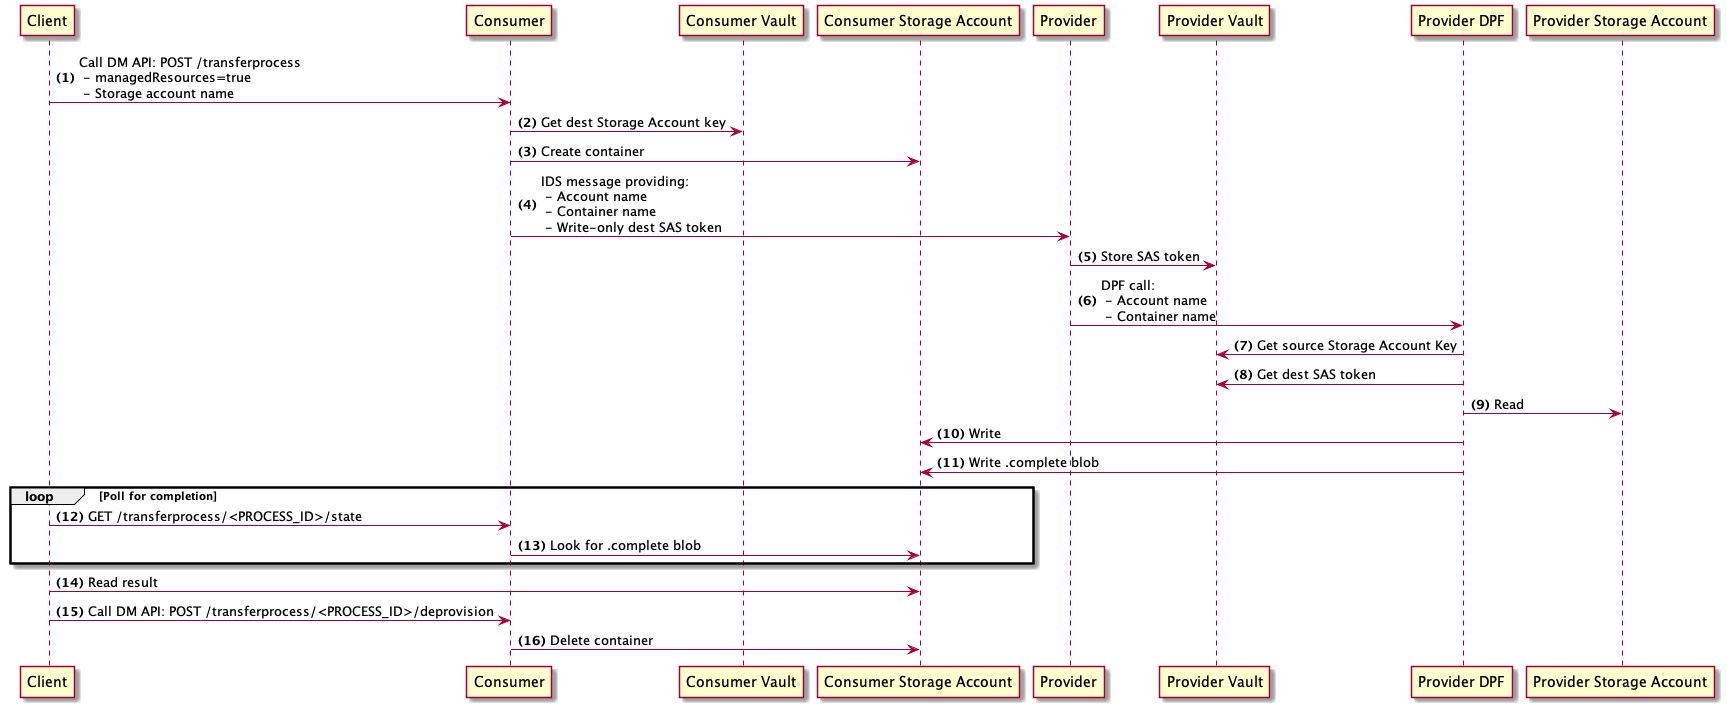 Client
Consumer
Consumer Vault
Consumer Storage Account
Provider
Provider Vault
Provider DPF
Provider Storage Account
Call DM API: POST /transferprocess
(1) - managedResources=true
- Storage account name
(2) Get dest Storage Account key
(3) Create container
IDS message providing:
- Account name
(4) - Container name
- Write-only dest SAS token
(5) Store SAS token
DPF call:
(6) - Account name
- Container name
(7) Get source Storage Account Key
(8) Get dest SAS token
(9) Read
(10) Write
(11) Write .complete blob
loop [Poll for completion]
(12) GET /transferprocess/<PROCESS_ID>/state
(13) Look for .complete blob
(14) Read result
(15) Call DM API: POST /transferprocess/<PROCESS_ID>/deprovision
(16) Delete container
Client
Consumer
Consumer Vault
Consumer Storage Account
Provider
Provider Vault
Provider DPF
Provider Storage Account